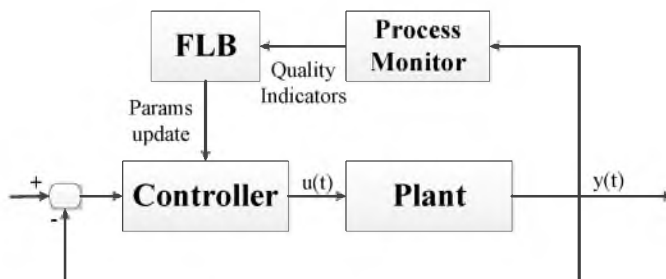 FLB
Process
Monitor
Quality
Indicators
Params
update
+
-
Controller
u(t)
Plant
y(t)